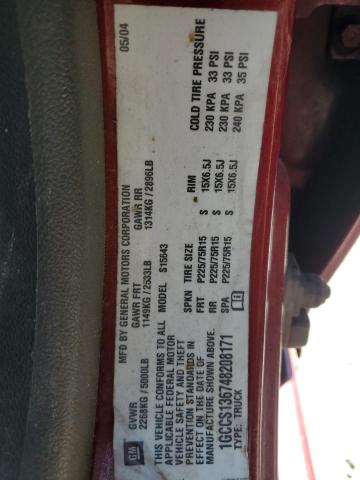 MFD BY GENERAL MOTORS CORPORATION
05/04
GM
GVWR
GAWR FRT
GAWR RR
2268KG / 5000LB
1149KG / 2533LB
1314KG / 2896LB
THIS VEHICLE CONFORMS TO ALL
APPLICABLE FEDERAL MOTOR
VEHICLE SAFETY AND THEFT
PREVENTION STANDARDS IN
EFFECT ON THE DATE OF
MANUFACTURE SHOWN ABOVE.
1GCCS136748208171
TYPE: TRUCK
MODEL: S15643
SPKN TIRE SIZE RIM COLD TIRE PRESSURE
FRT P225/75R15 S 15X6.5J 230 KPA 33 PSI
RR P225/75R15 S 15X6.5J 230 KPA 33 PSI
SPA P225/75R15 S 15X6.5J 240 KPA 35 PSI